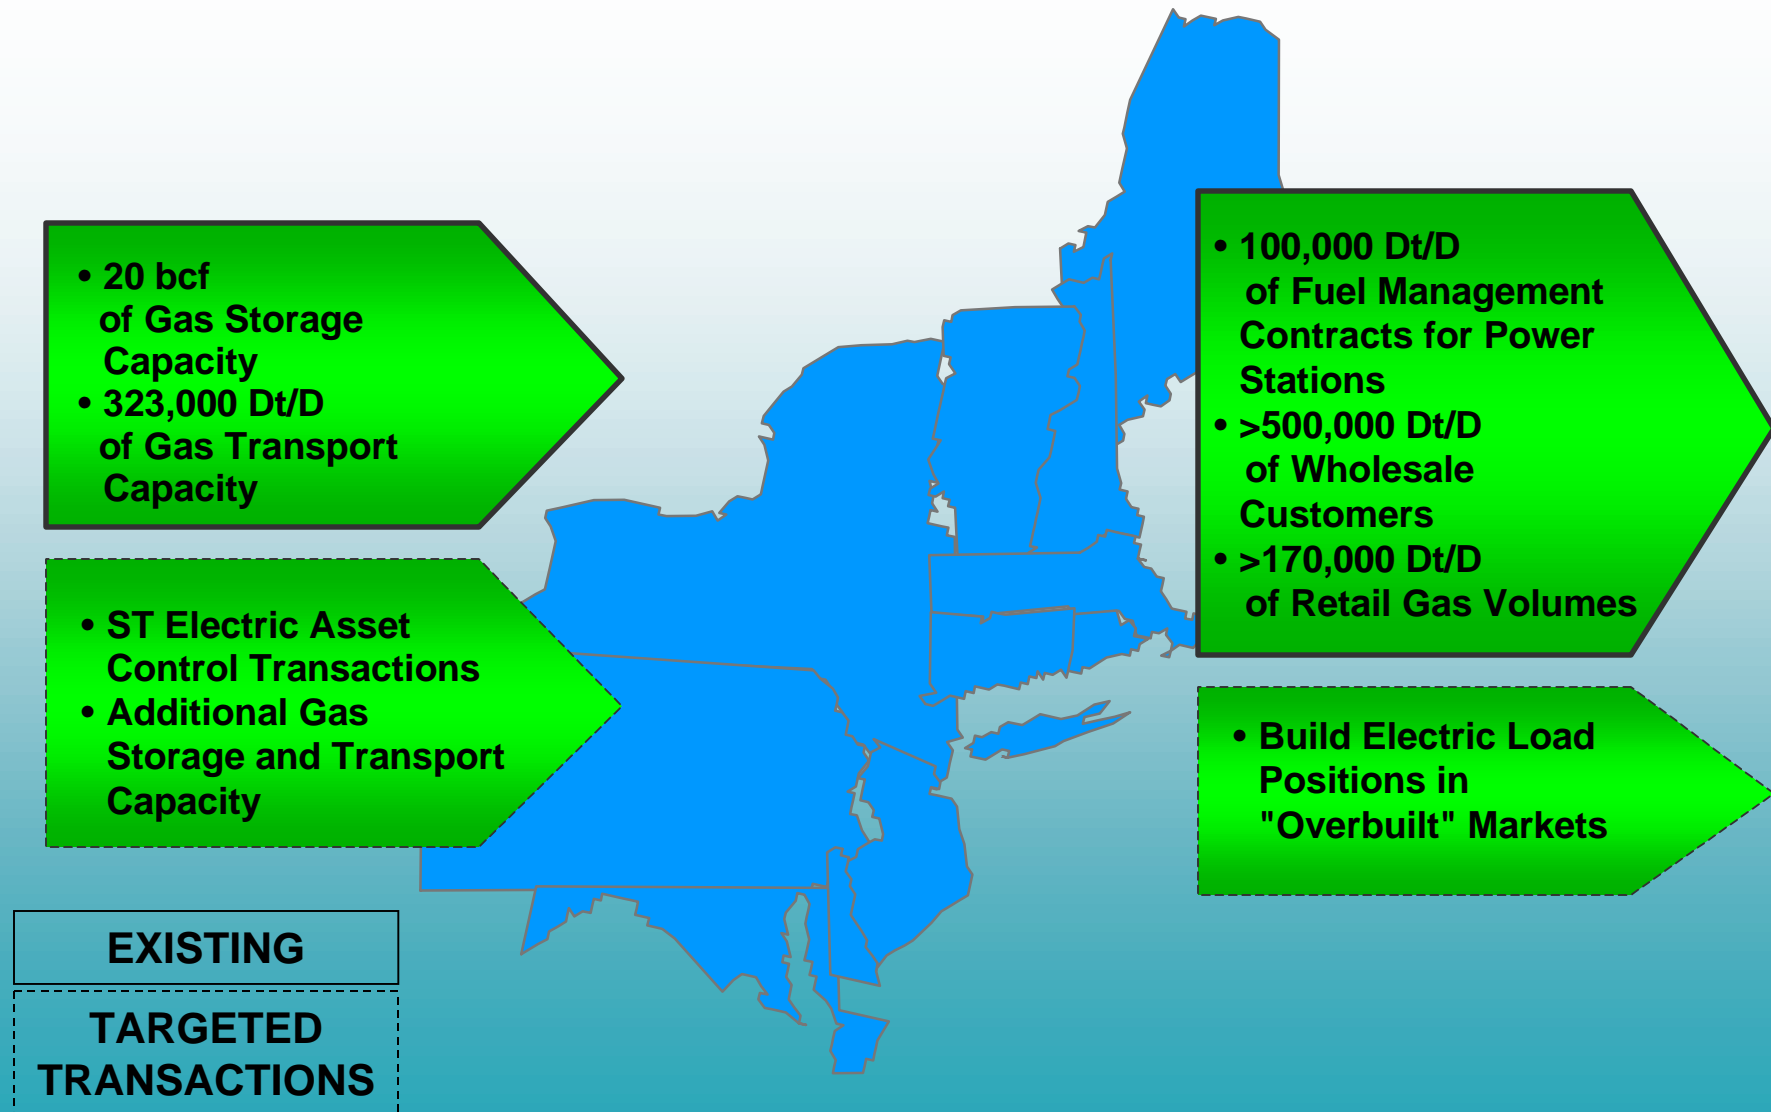 • 20 bcf
of Gas Storage
Capacity
• 323,000 Dt/D
of Gas Transport
Capacity
• ST Electric Asset
Control Transactions
• Additional Gas
Storage and Transport
Capacity
• 100,000 Dt/D
of Fuel Management
Contracts for Power
Stations
• >500,000 Dt/D
of Wholesale
Customers
• >170,000 Dt/D
of Retail Gas Volumes
• Build Electric Load
Positions in
"Overbuilt" Markets
EXISTING
TARGETED
TRANSACTIONS